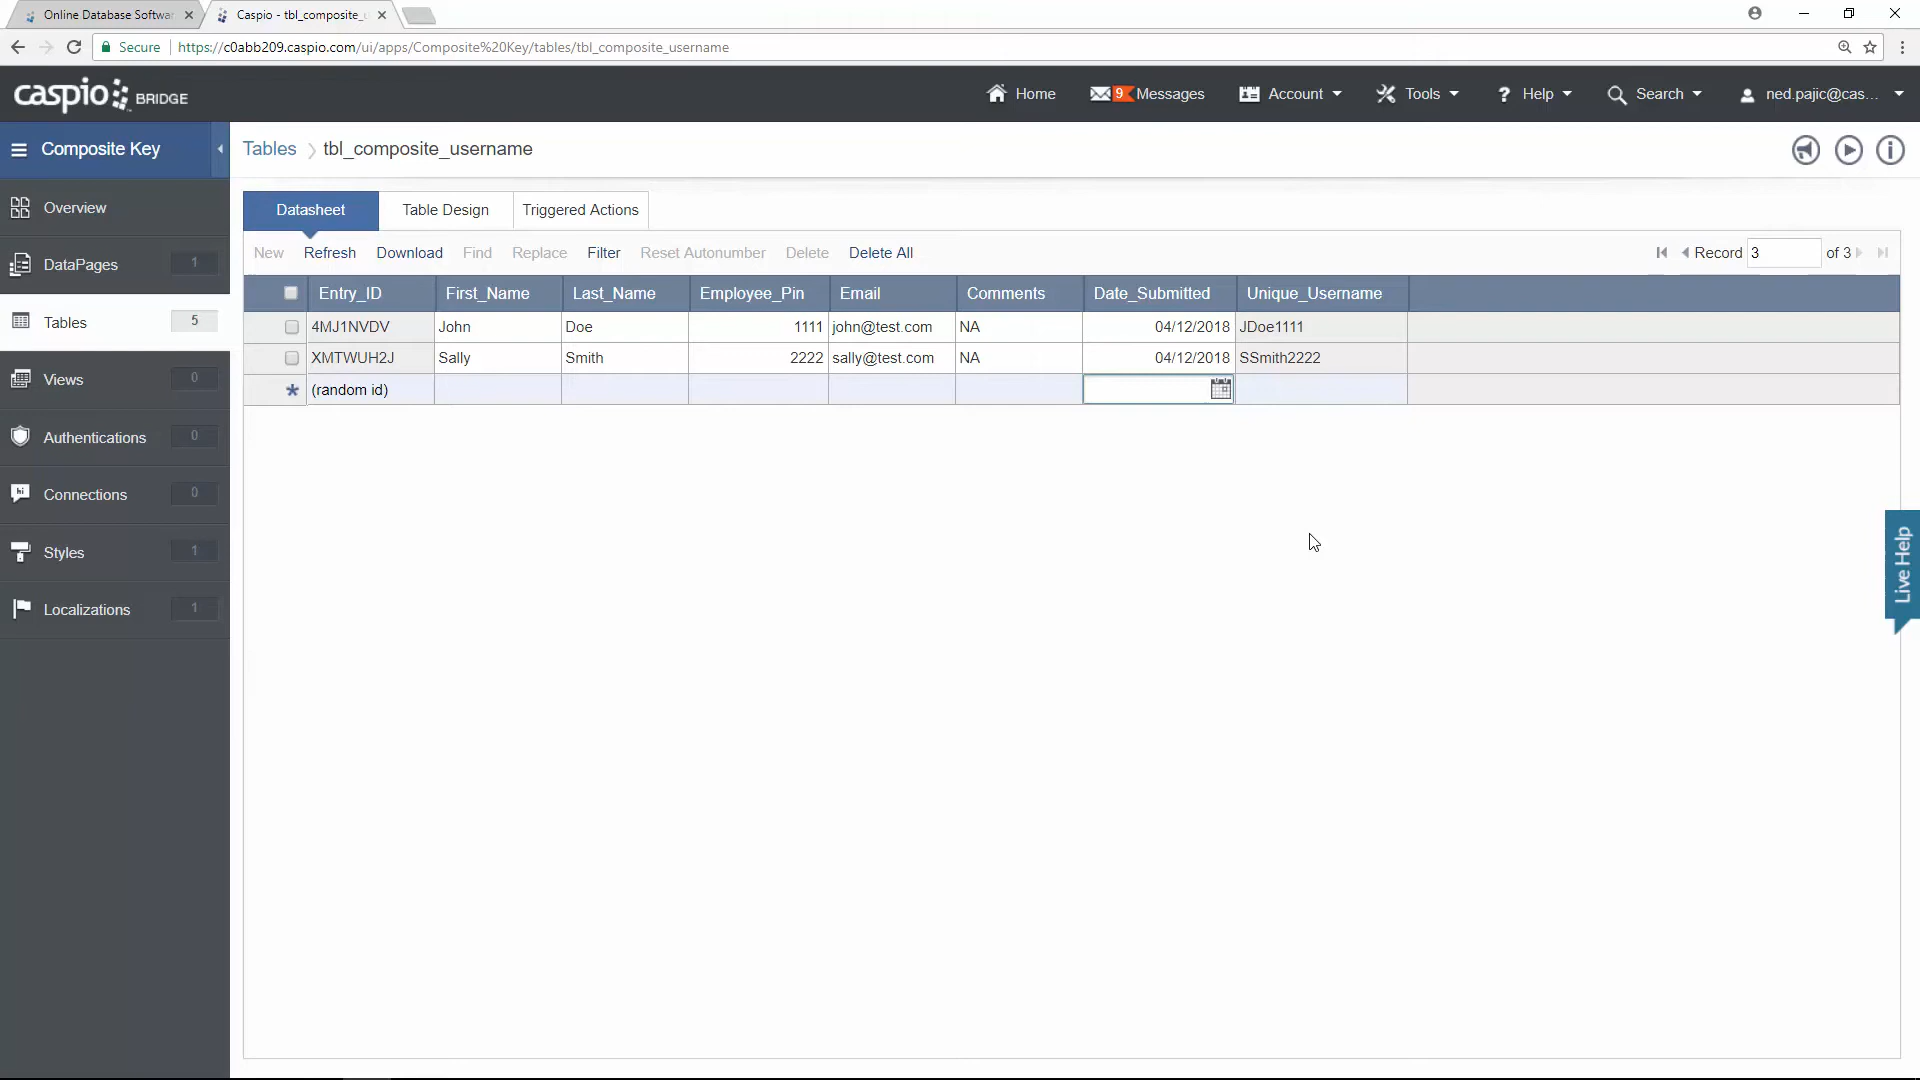 Online Database Softwar
Caspio - tbl_composite_u
Secure https://c0abb209.caspio.com/ui/apps/Composite%20Key/tables/tbl_composite_username
caspio BRIDGE
Home 9 Messages Account Tools ? Help Search ned.pajic@cas...
Composite Key
Tables > tbl_composite_username
Overview
DataPages 1
Tables 5
Views 0
Authentications 0
hi Connections 0
Styles 1
Localizations 1
Datasheet Table Design Triggered Actions
New Refresh Download Find Replace Filter Reset Autonumber Delete Delete All Record 3 of 3
Entry_ID First_Name Last_Name Employee_Pin Email Comments Date_Submitted Unique_Username
4MJ1NVDV John Doe 1111 john@test.com NA 04/12/2018 JDoe1111
XMTWUH2J Sally Smith 2222 sally@test.com NA 04/12/2018 SSmith2222
* (random id)
Live Help